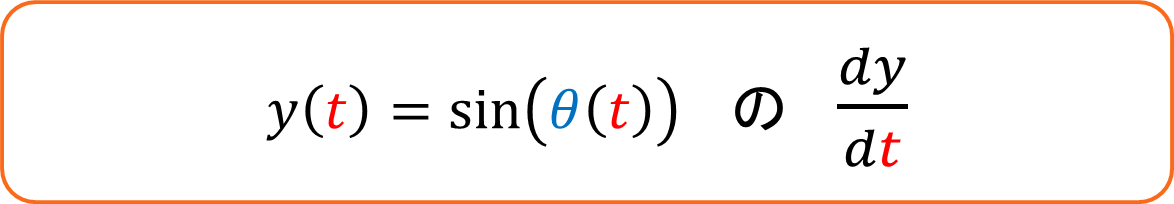 y(t) = sin(θ(t)) の dy/dt